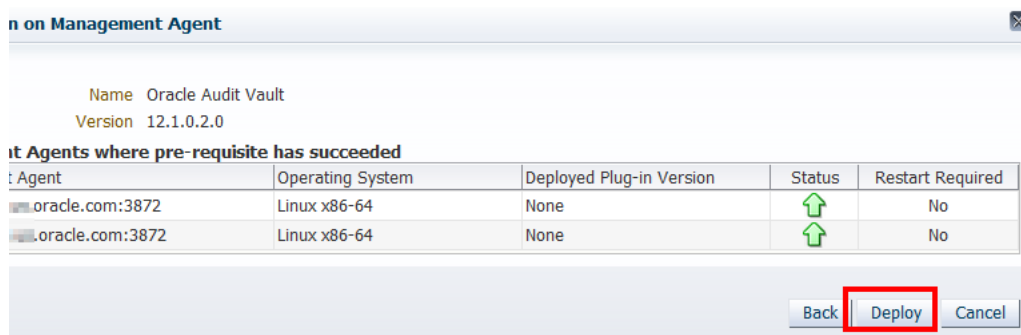 n on Management Agent
Name Oracle Audit Vault
Version 12.1.0.2.0
nt Agents where pre-requisite has succeeded
t Agent Operating System Deployed Plug-in Version Status Restart Required
.oracle.com:3872 Linux x86-64 None No
.oracle.com:3872 Linux x86-64 None No
Back Deploy Cancel